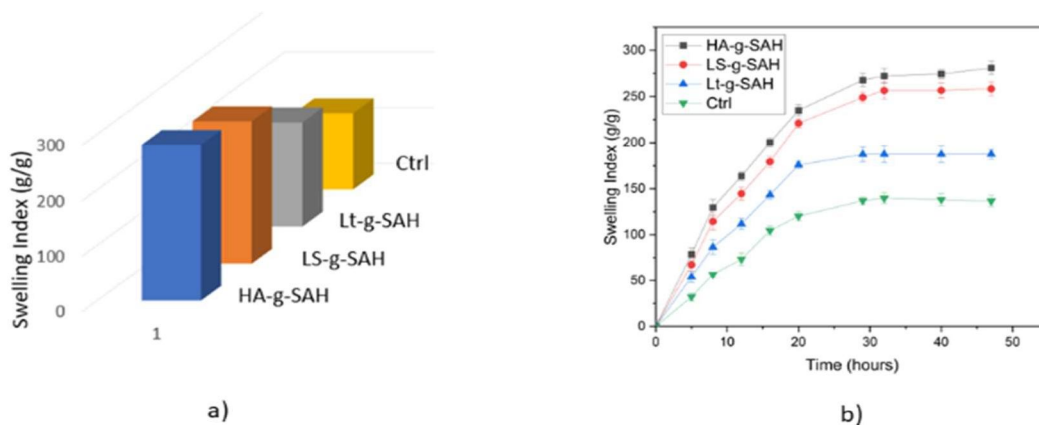 Swelling Index (g/g)
300
200
100
0
1
Ctrl
Lt-g-SAH
LS-g-SAH
HA-g-SAH
a)
Swelling Index (g/g)
300
250
200
150
100
50
0
HA-g-SAH
LS-g-SAH
Lt-g-SAH
Ctrl
0 10 20 30 40 50
Time (hours)
b)